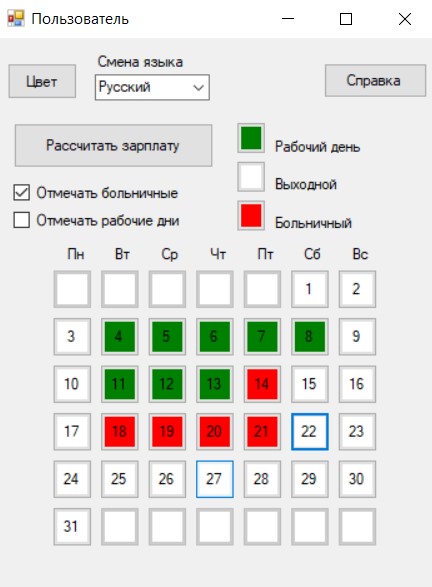 Пользователь
Смена языка
Цвет
Русский
Справка
Рассчитать зарплату
Рабочий день
Выходной
Отмечать больничные
Больничный
Отмечать рабочие дни
Пн Вт Ср Чт Пт Сб Вс
1 2
3 4 5 6 7 8 9
10 11 12 13 14 15 16
17 18 19 20 21 22 23
24 25 26 27 28 29 30
31